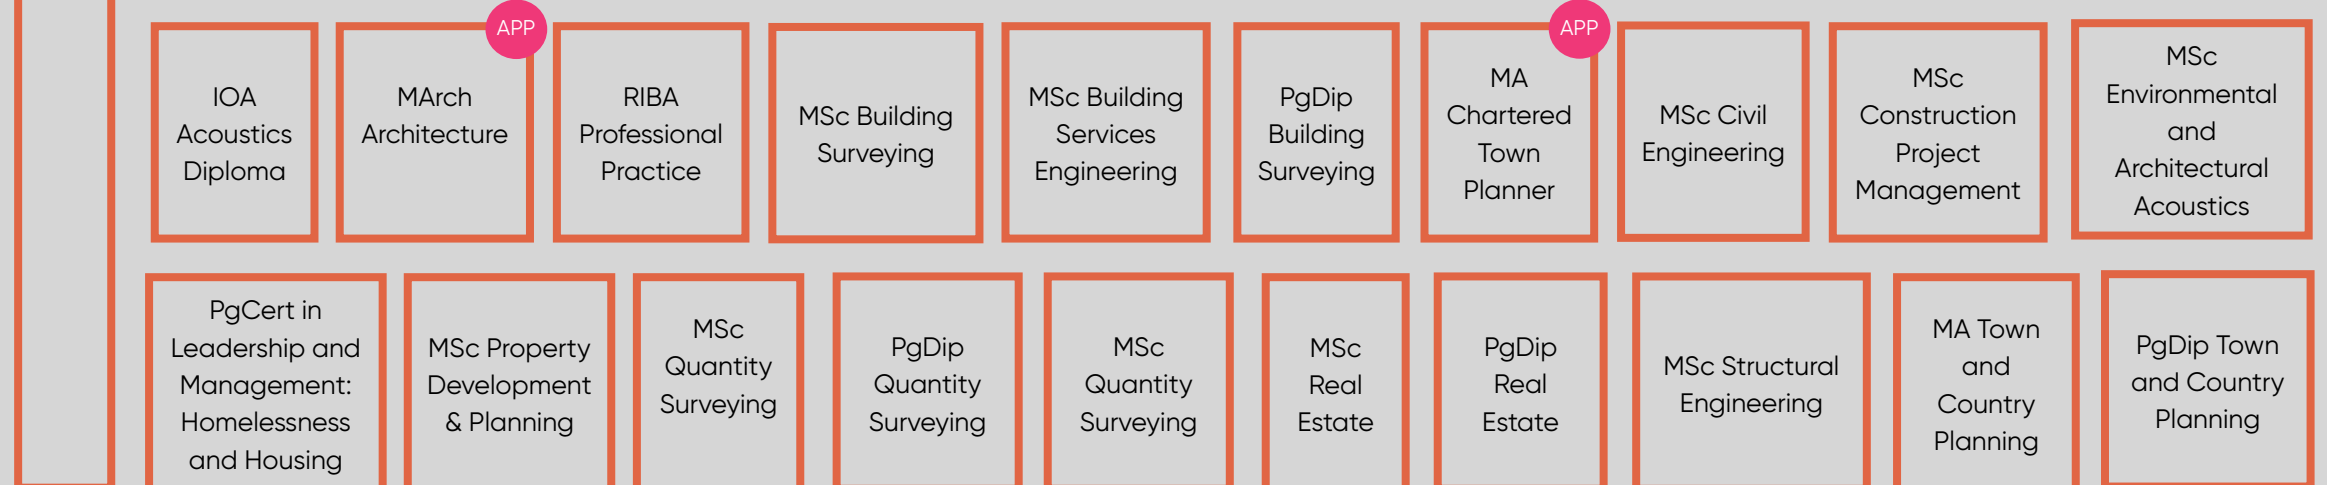 IOA
Acoustics
Diploma
APP
MArch
Architecture
RIBA
Professional
Practice
MSc Building
Surveying
MSc Building
Services
Engineering
PgDip
Building
Surveying
APP
MA
Chartered
Town
Planner
MSc Civil
Engineering
MSc
Construction
Project
Management
MSc
Environmental
and
Architectural
Acoustics
PgCert in
Leadership and
Management:
Homelessness
and Housing
MSc Property
Development
& Planning
MSc
Quantity
Surveying
PgDip
Quantity
Surveying
MSc
Quantity
Surveying
MSc
Real
Estate
PgDip
Real
Estate
MSc Structural
Engineering
MA Town
and
Country
Planning
PgDip Town
and Country
Planning